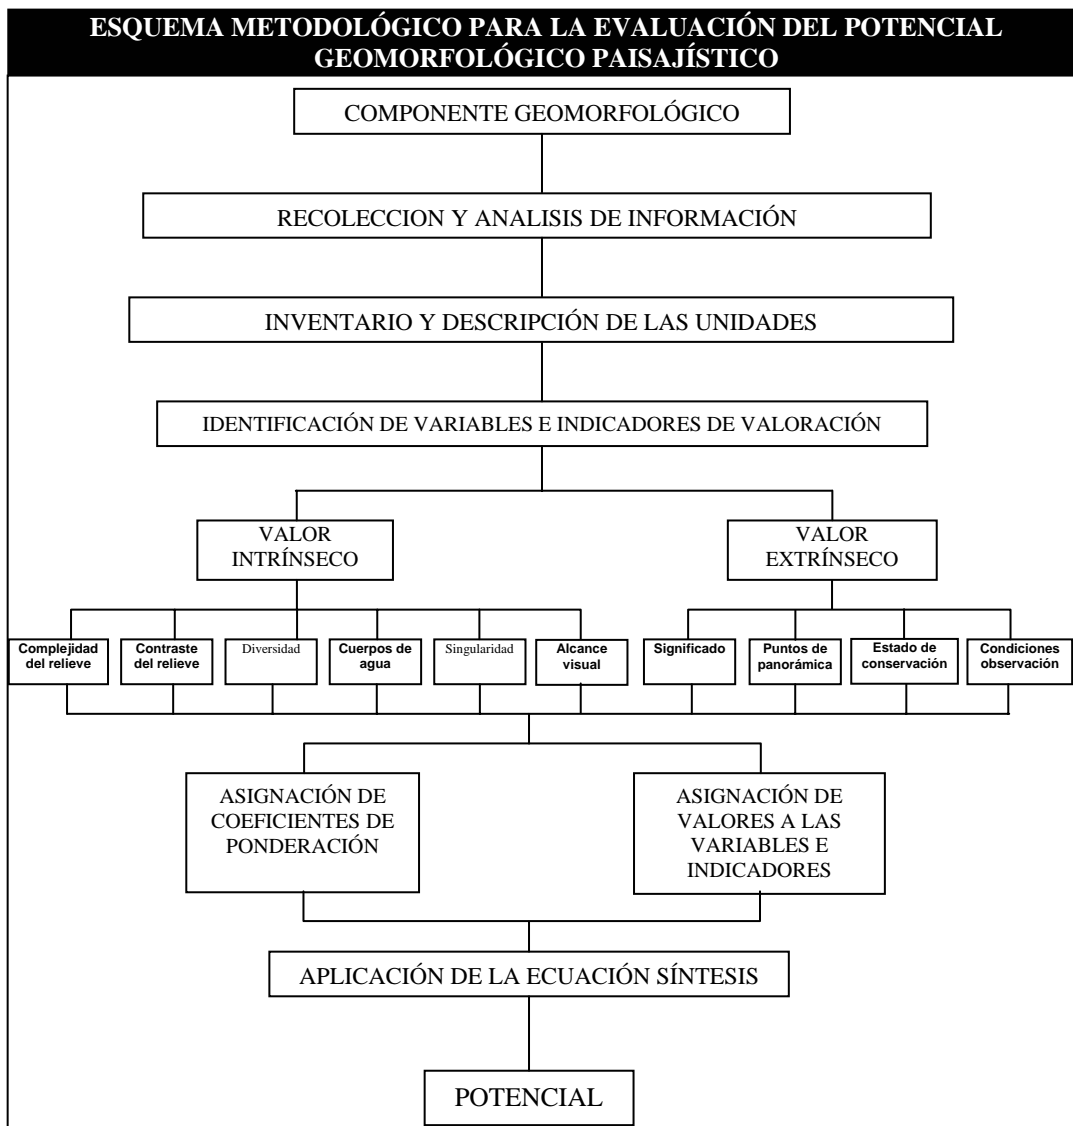 ESQUEMA METODOLÓGICO PARA LA EVALUACIÓN DEL POTENCIAL
GEOMORFOLÓGICO PAISAJÍSTICO
COMPONENTE GEOMORFOLÓGICO
RECOLECCION Y ANALISIS DE INFORMACIÓN
INVENTARIO Y DESCRIPCIÓN DE LAS UNIDADES
IDENTIFICACIÓN DE VARIABLES E INDICADORES DE VALORACIÓN
VALOR
INTRÍNSECO
VALOR
EXTRÍNSECO
Complejidad
del relieve
Contraste
del relieve
Diversidad
Cuerpos de
agua
Singularidad
Alcance
visual
Significado
Puntos de
panorámica
Estado de
conservación
Condiciones
observación
ASIGNACIÓN DE
COEFICIENTES DE
PONDERACIÓN
ASIGNACIÓN DE
VALORES A LAS
VARIABLES E
INDICADORES
APLICACIÓN DE LA ECUACIÓN SÍNTESIS
POTENCIAL